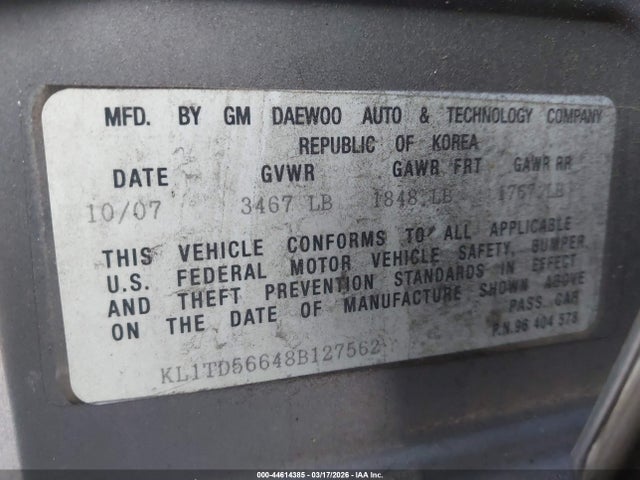 MFD. BY GM DAEWOO AUTO & TECHNOLOGY COMPANY
REPUBLIC OF KOREA
DATE GVWR GAWR FRT GAWR RR
10/07 3467 LB 1848 LB 1767 LB
THIS VEHICLE CONFORMS TO ALL APPLICABLE
U.S. FEDERAL MOTOR VEHICLE SAFETY, BUMPER
AND THEFT PREVENTION STANDARDS IN EFFECT
ON THE DATE OF MANUFACTURE SHOWN ABOVE
PASS. CAR
P.N.96 404 578
KL1TD56648B127562
000-44614385 - 03/17/2026 - IAA Inc.